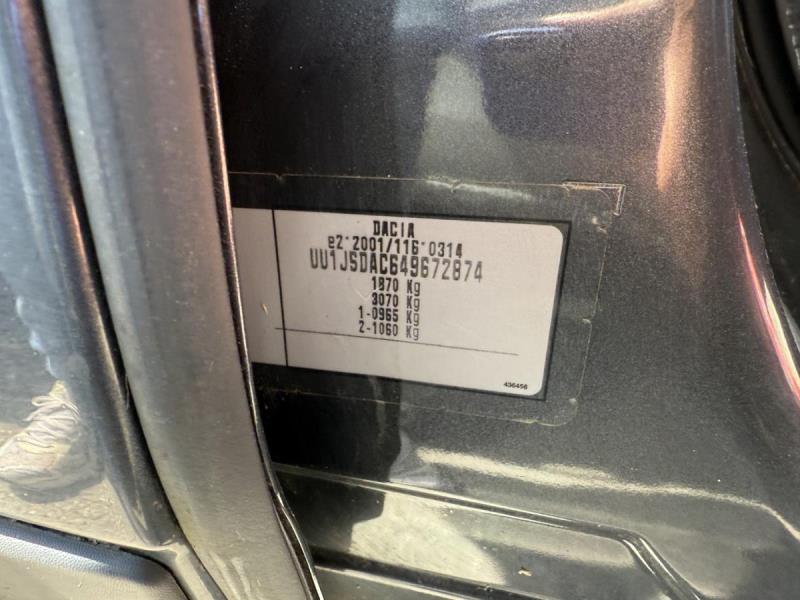 DACIA
e2*2001/116*0314
UU1JSDAC649672874
1870 Kg
3070 Kg
1-0965 Kg
2-1060 Kg
436456